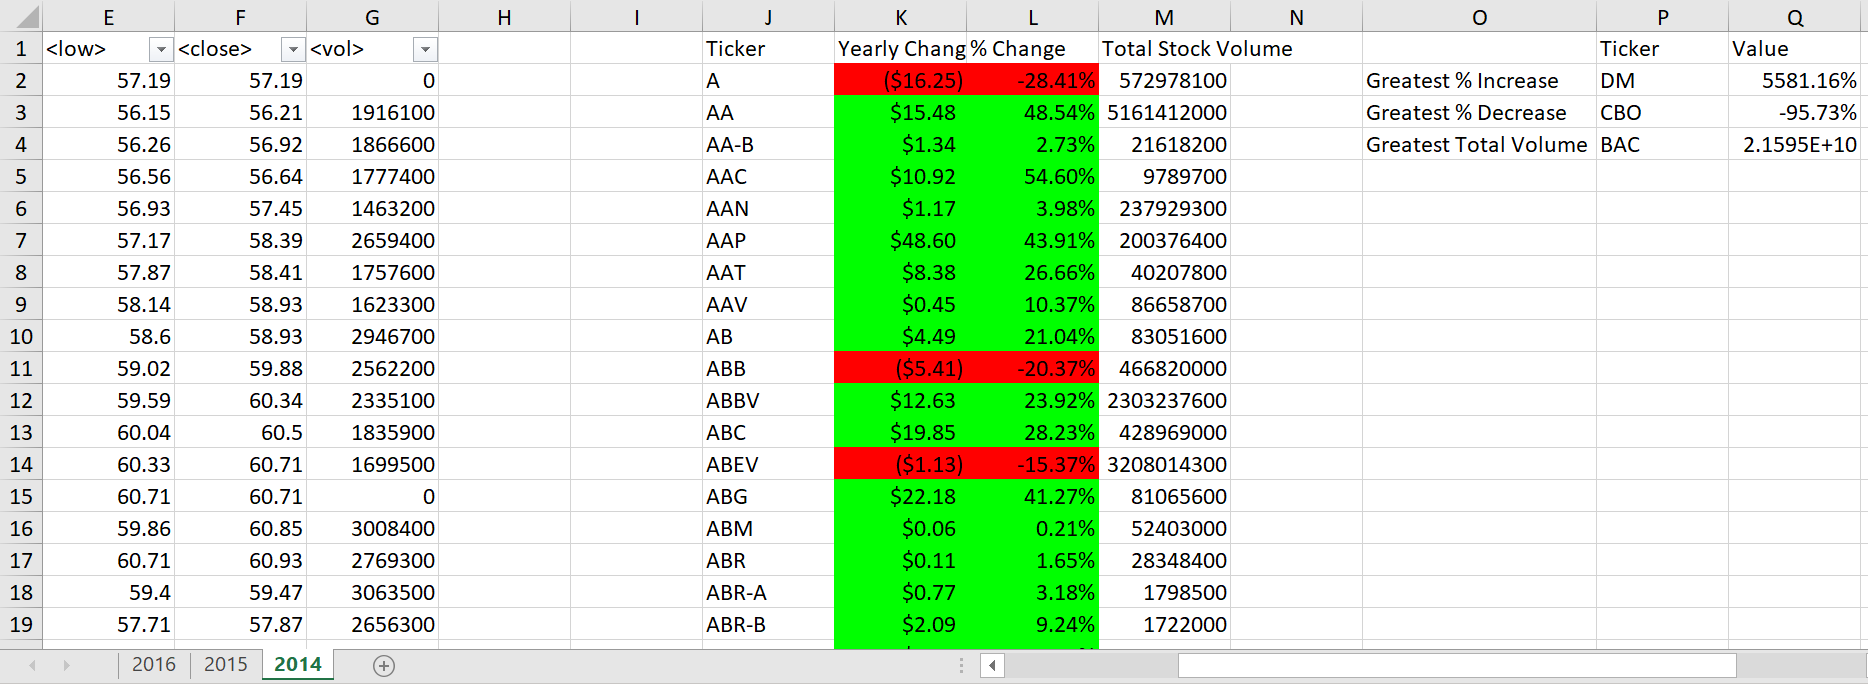 E F G H I J K L M N O P Q
1 <low> <close> <vol> Ticker Yearly Chang % Change Total Stock Volume Ticker Value
2 57.19 57.19 0 A ($16.25) -28.41% 572978100 Greatest % Increase DM 5581.16%
3 56.15 56.21 1916100 AA $15.48 48.54% 5161412000 Greatest % Decrease CBO -95.73%
4 56.26 56.92 1866600 AA-B $1.34 2.73% 21618200 Greatest Total Volume BAC 2.1595E+10
5 56.56 56.64 1777400 AAC $10.92 54.60% 9789700
6 56.93 57.45 1463200 AAN $1.17 3.98% 237929300
7 57.17 58.39 2659400 AAP $48.60 43.91% 200376400
8 57.87 58.41 1757600 AAT $8.38 26.66% 40207800
9 58.14 58.93 1623300 AAV $0.45 10.37% 86658700
10 58.6 58.93 2946700 AB $4.49 21.04% 83051600
11 59.02 59.88 2562200 ABB ($5.41) -20.37% 466820000
12 59.59 60.34 2335100 ABBV $12.63 23.92% 2303237600
13 60.04 60.5 1835900 ABC $19.85 28.23% 428969000
14 60.33 60.71 1699500 ABEV ($1.13) -15.37% 3208014300
15 60.71 60.71 0 ABG $22.18 41.27% 81065600
16 59.86 60.85 3008400 ABM $0.06 0.21% 52403000
17 60.71 60.93 2769300 ABR $0.11 1.65% 28348400
18 59.4 59.47 3063500 ABR-A $0.77 3.18% 1798500
19 57.71 57.87 2656300 ABR-B $2.09 9.24% 1722000
2016 2015 2014